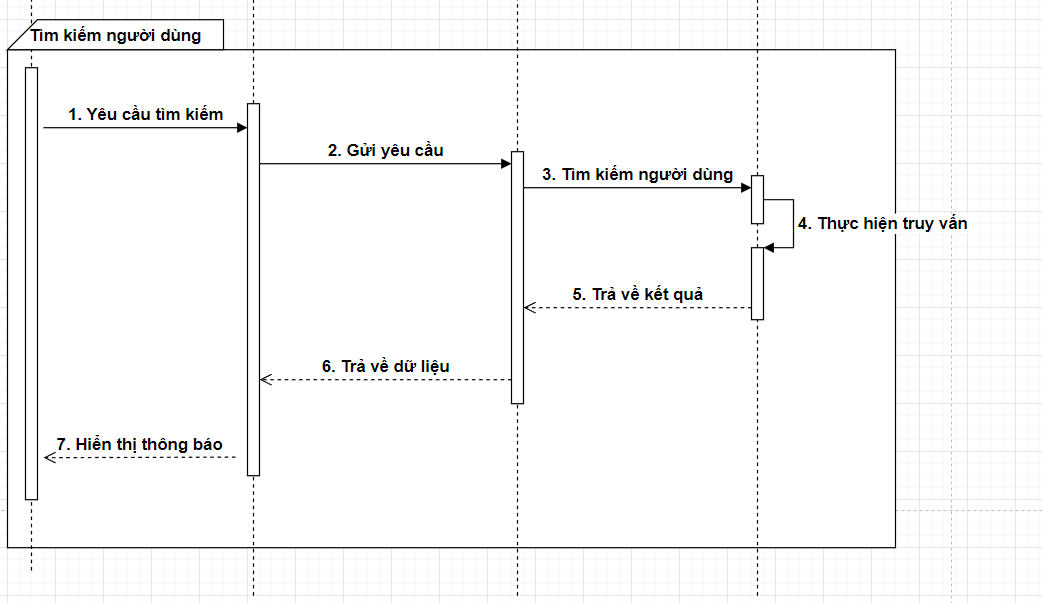 Tìm kiếm người dùng
1. Yêu cầu tìm kiếm
2. Gửi yêu cầu
3. Tìm kiếm người dùng
4. Thực hiện truy vấn
5. Trả về kết quả
6. Trả về dữ liệu
7. Hiển thị thông báo